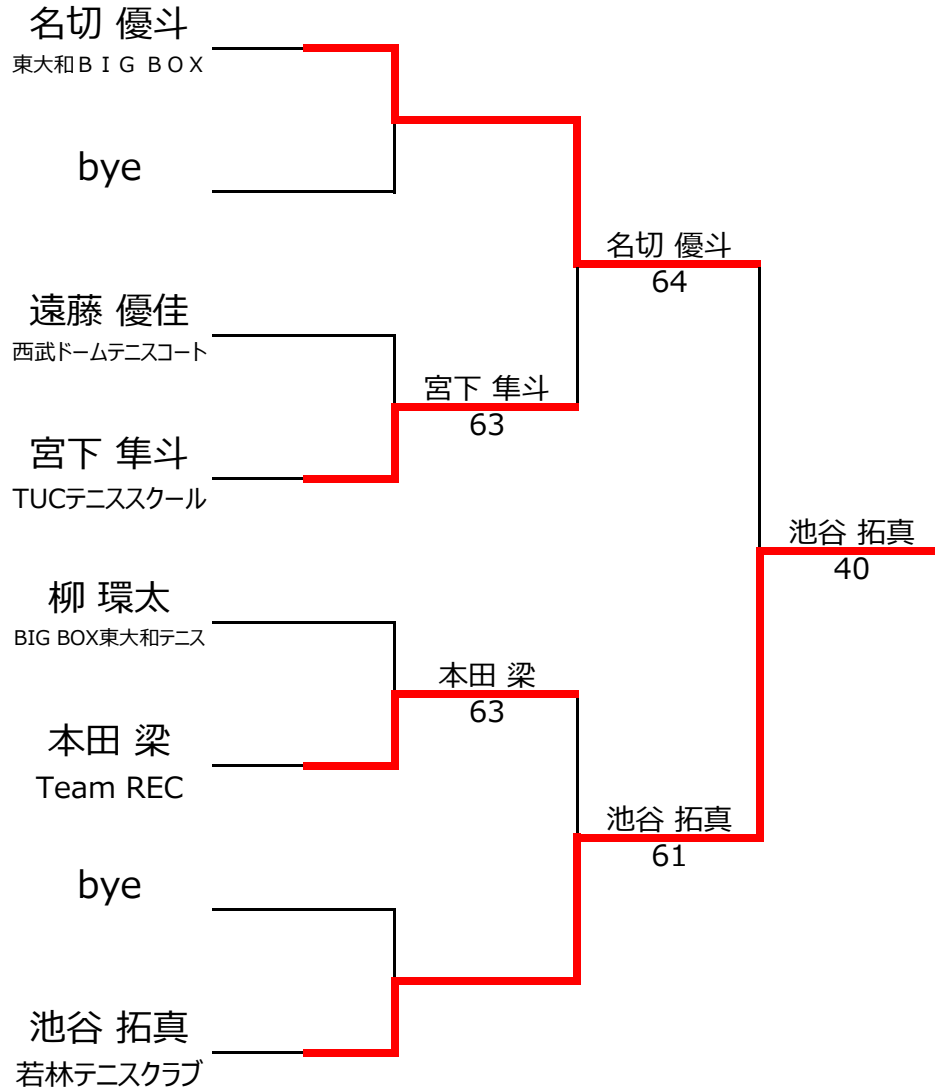 名切 優斗
東大和ＢＩＧ ＢＯＸ
bye
名切 優斗
64
遠藤 優佳
西武ドームテニスコート
宮下 隼斗
63
宮下 隼斗
TUCテニススクール
池谷 拓真
40
柳 環太
BIG BOX東大和テニス
本田 梁
63
本田 梁
Team REC
池谷 拓真
61
bye
池谷 拓真
若林テニスクラブ